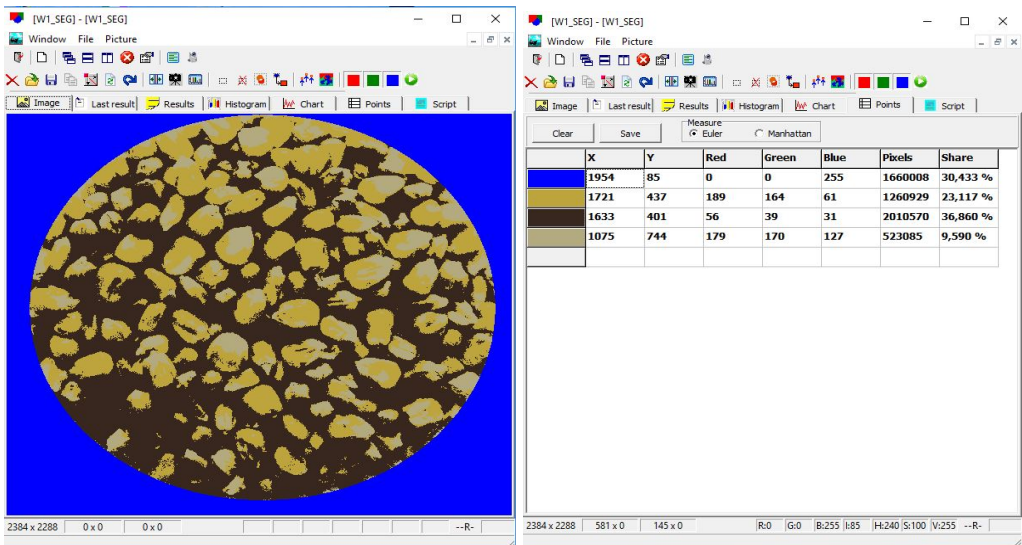 [W1_SEG] - [W1_SEG]
Window File Picture
Image Last result Results Histogram Chart Points Script
2384 x 2288 0 x 0 0 x 0 --R-
[W1_SEG] - [W1_SEG]
Window File Picture
Image Last result Results Histogram Chart Points Script
Clear Save Measure Euler Manhattan
X Y Red Green Blue Pixels Share
1954 85 0 0 255 1660008 30,433 %
1721 437 189 164 61 1260929 23,117 %
1633 401 56 39 31 2010570 36,860 %
1075 744 179 170 127 523085 9,590 %
2384 x 2288 581 x 0 145 x 0 R:0 G:0 B:255 I:85 H:240 S:100 V:255 --R-